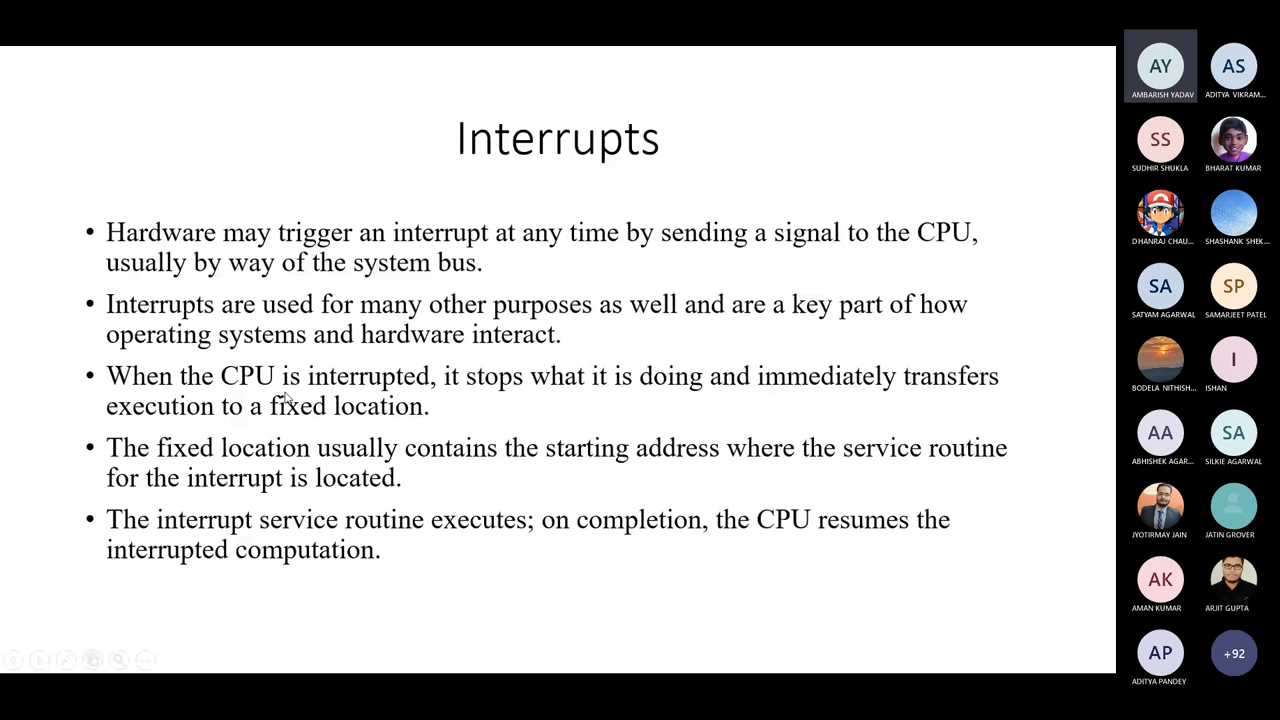 Interrupts
• Hardware may trigger an interrupt at any time by sending a signal to the CPU,
usually by way of the system bus.
• Interrupts are used for many other purposes as well and are a key part of how
operating systems and hardware interact.
• When the CPU is interrupted, it stops what it is doing and immediately transfers
execution to a fixed location.
• The fixed location usually contains the starting address where the service routine
for the interrupt is located.
• The interrupt service routine executes; on completion, the CPU resumes the
interrupted computation.
AY
AMBARISH YADAV
AS
ADITYA VIKRAM...
SS
SUDHIR SHUKLA
BHARAT KUMAR
DHANRAJ CHAU...
SHASHANK SHEK...
SA
SATYAM AGARWAL
SP
SAMARJEET PATEL
BODELA NITHISH...
I
ISHAN
AA
ABHISHEK AGAR...
SA
SILKIE AGARWAL
JYOTIRMAY JAIN
JATIN GROVER
AK
AMAN KUMAR
ARJIT GUPTA
AP
ADITYA PANDEY
+92